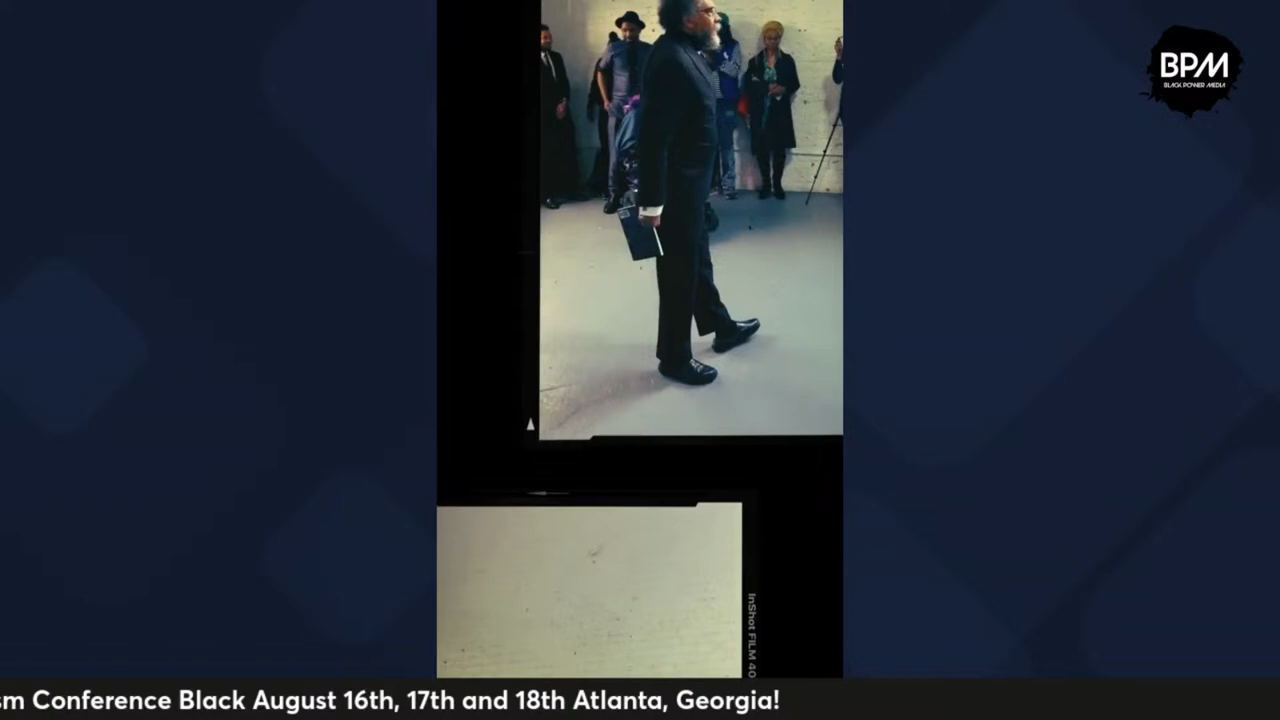 BPM
BLACK POWER MEDIA
InShot FILM 40
sm Conference Black August 16th, 17th and 18th Atlanta, Georgia!